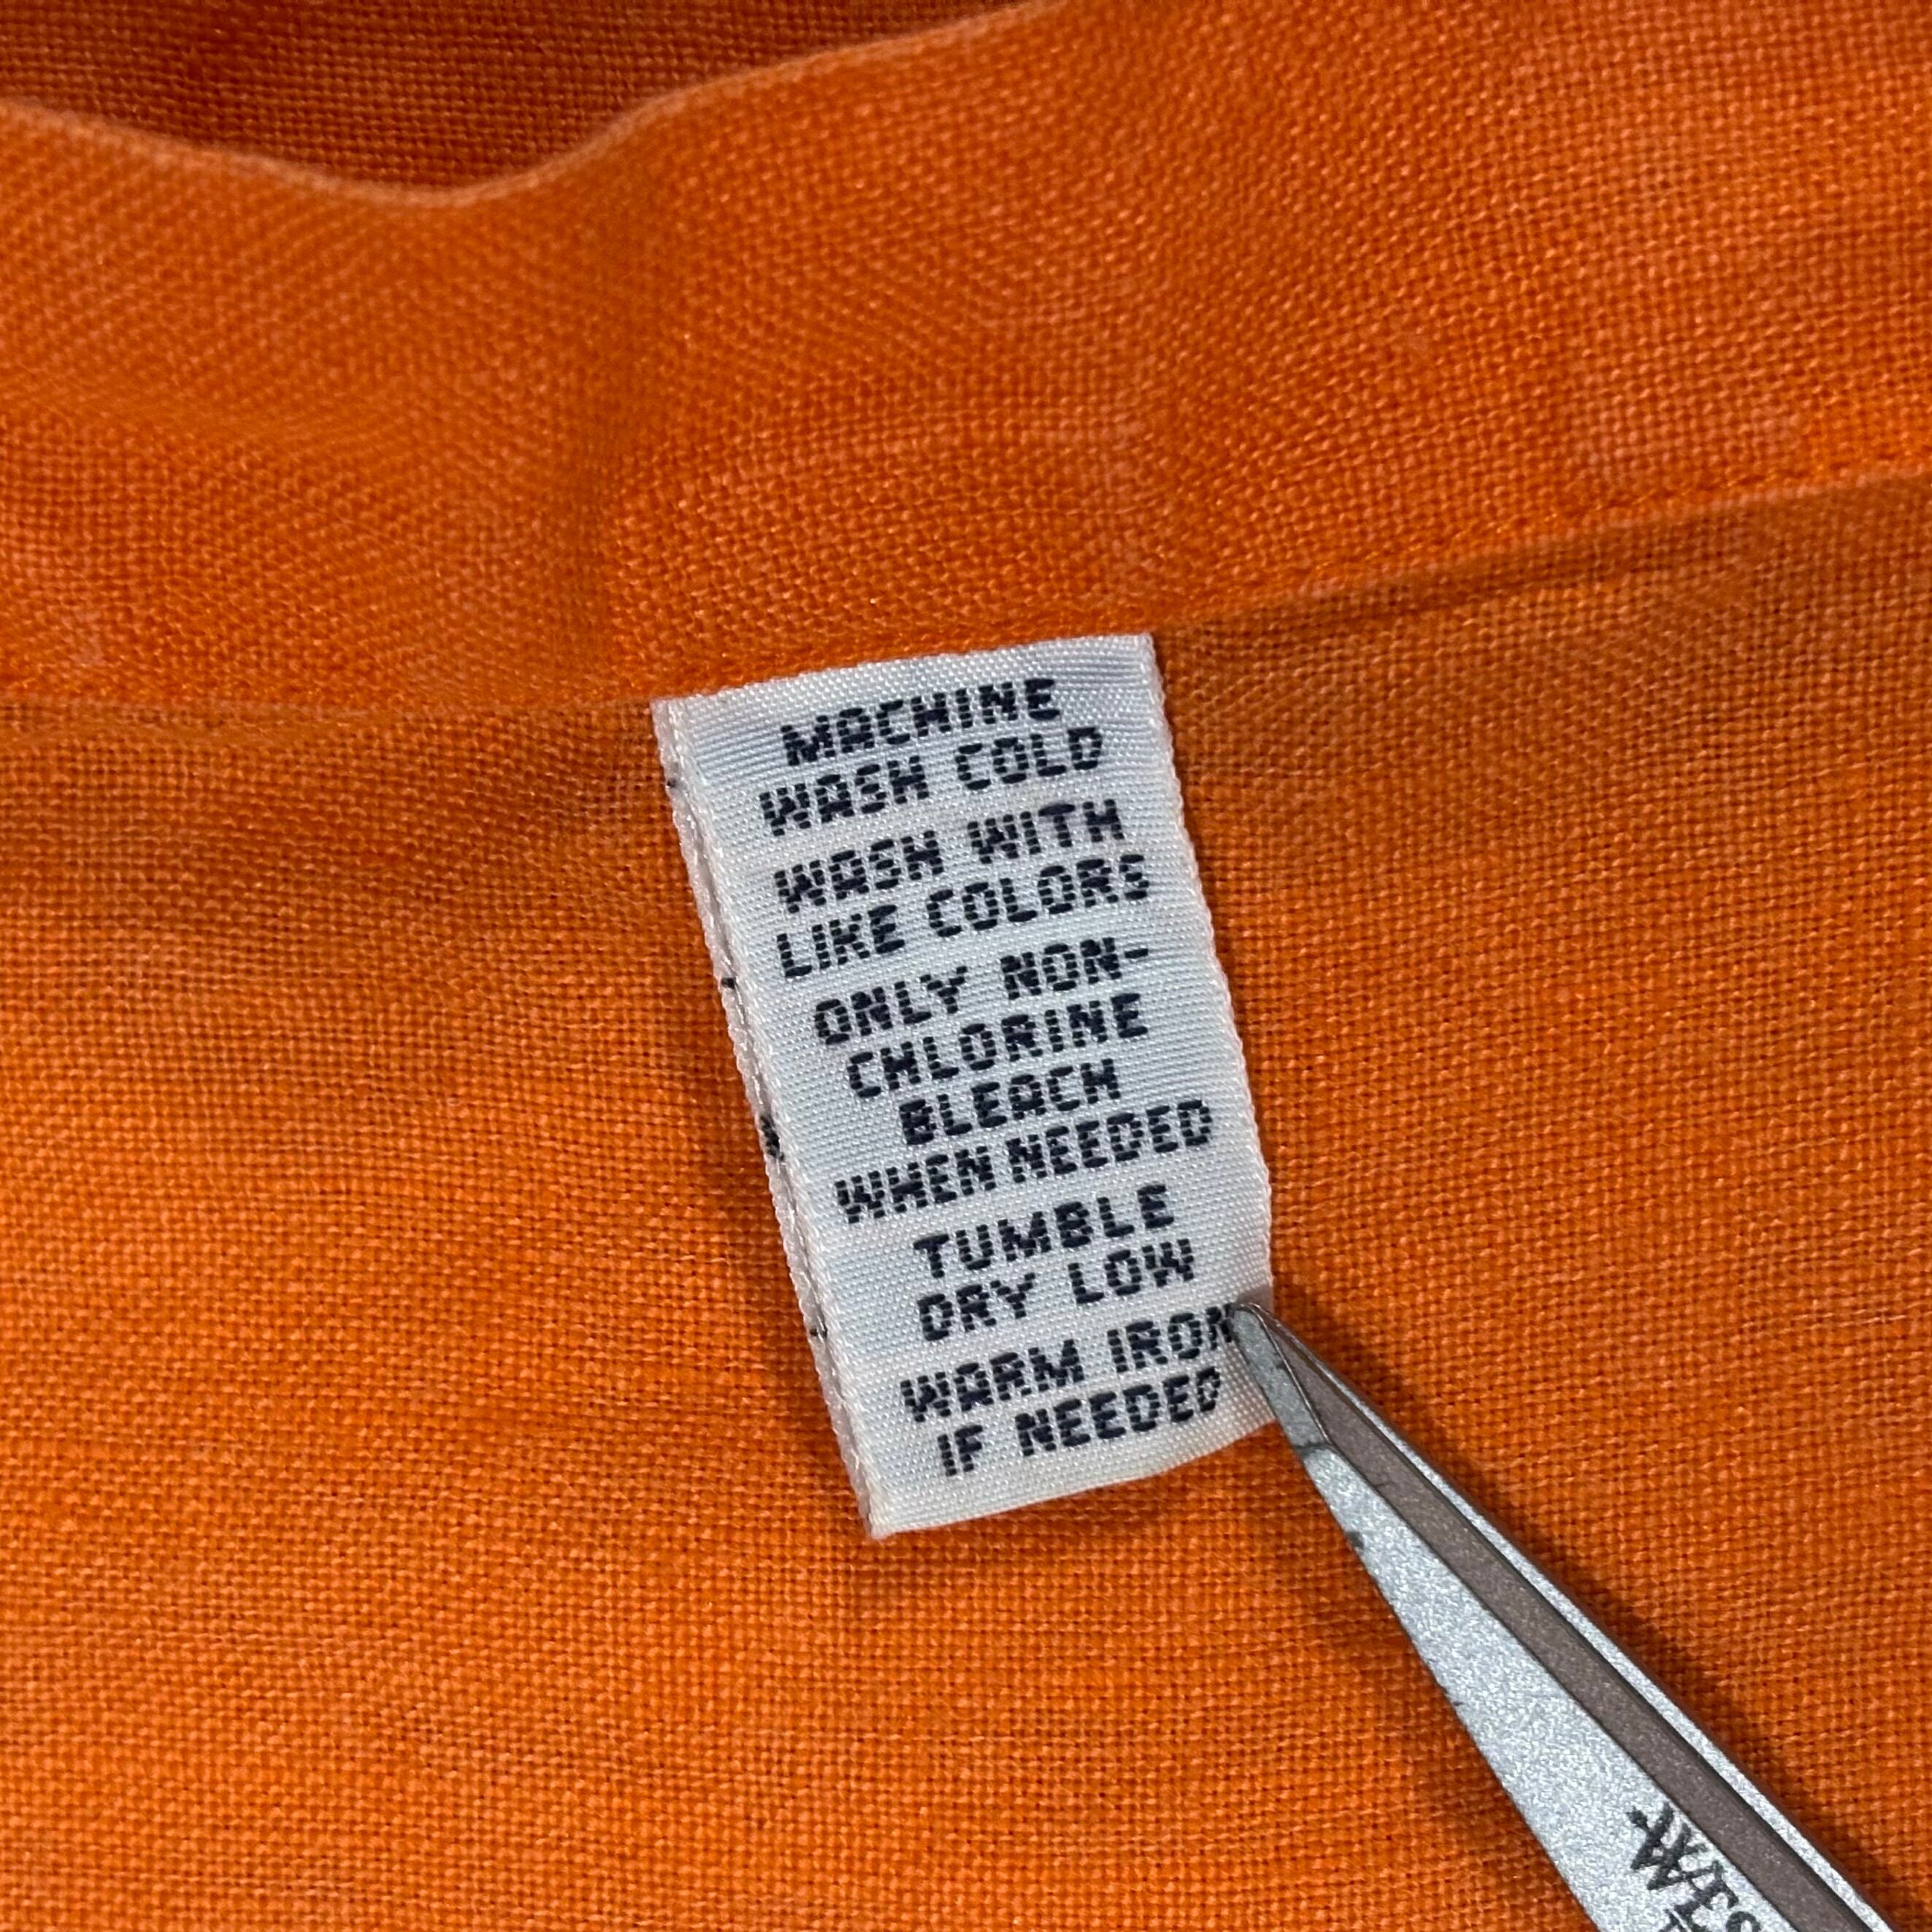 MACHINE
WASH COLD
WASH WITH
LIKE COLORS
ONLY NON-
CHLORINE
BLEACH
WHEN NEEDED
TUMBLE
DRY LOW
WARM IRON
IF NEEDED